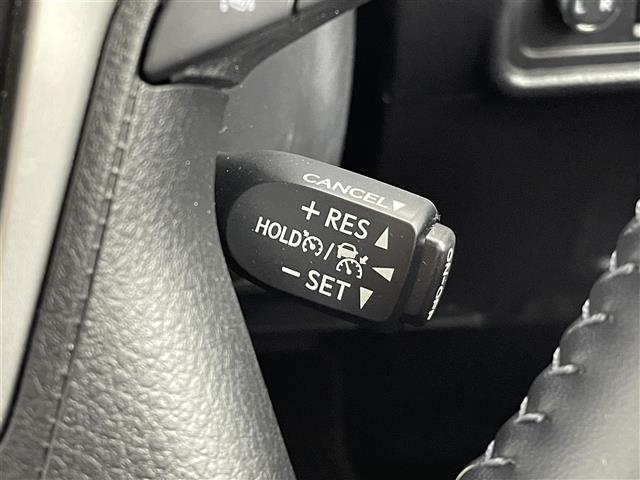 CANCEL▼
+ RES ▲
HOLD / ◀
- SET ▼
ON-OFF
L R